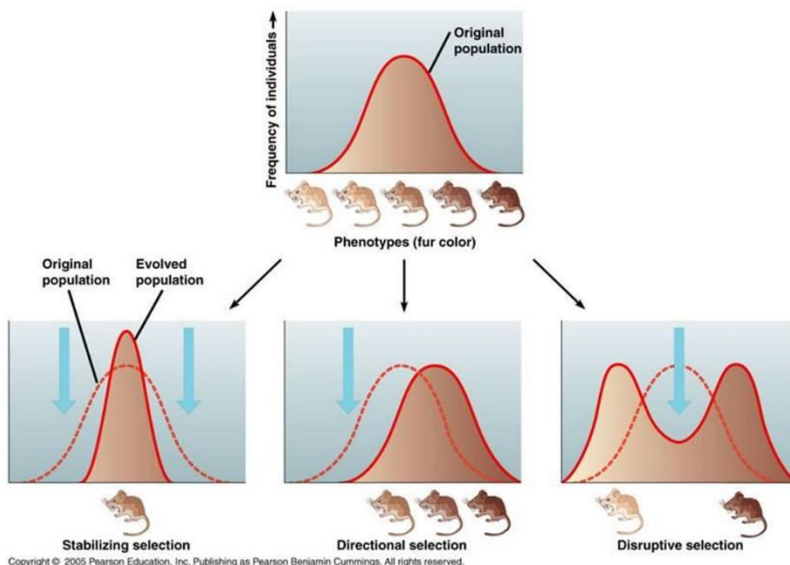 Frequency of individuals
Original
population
Phenotypes (fur color)
Original
population
Evolved
population
Stabilizing selection
Directional selection
Disruptive selection
Copyright © 2005 Pearson Education, Inc. Publishing as Pearson Benjamin Cummings. All rights reserved.